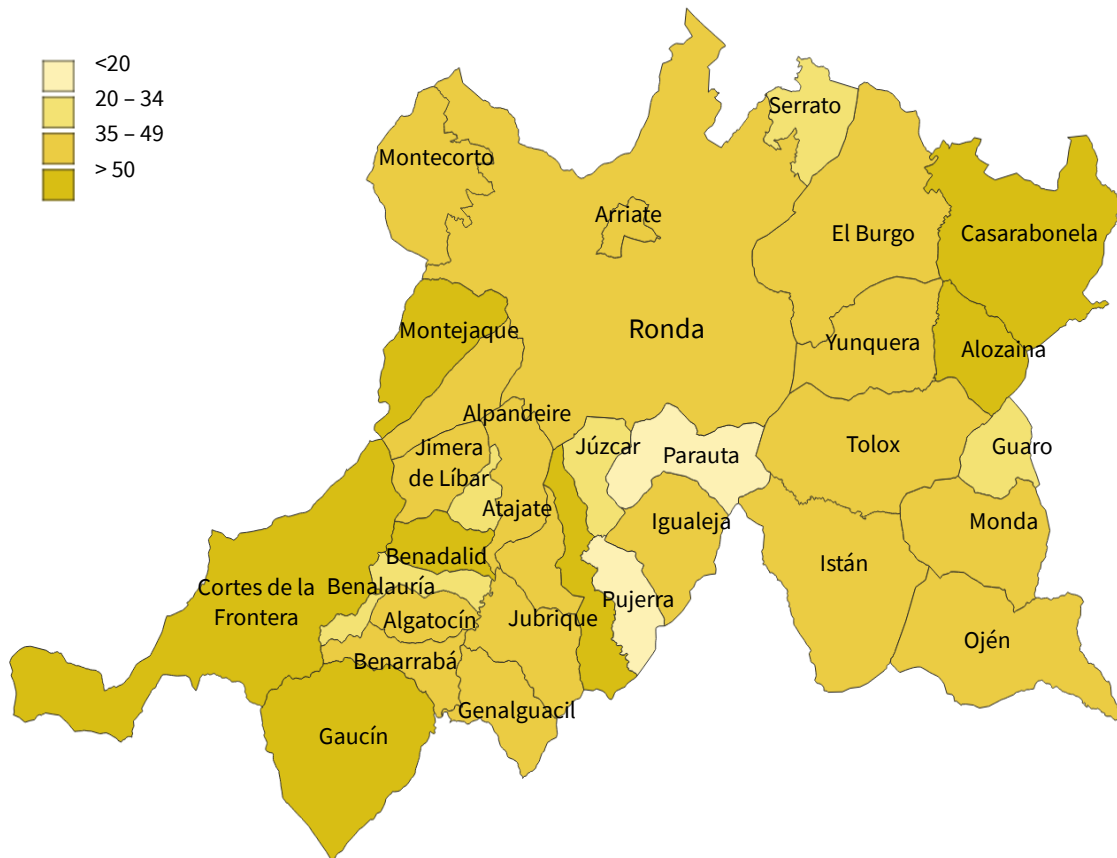 <20
20 – 34
35 – 49
> 50
Serrato
Montecorto
Arriate
El Burgo
Casarabonela
Montejaque
Ronda
Yunquera
Alozaina
Alpandeire
Jimera
de Líbar
Júzcar
Parauta
Tolox
Guaro
Atajate
Igualeja
Monda
Benadalid
Istán
Cortes de la
Frontera
Benalauría
Pujerra
Algatocín
Jubrique
Ojén
Benarrabá
Genalguacil
Gaucín